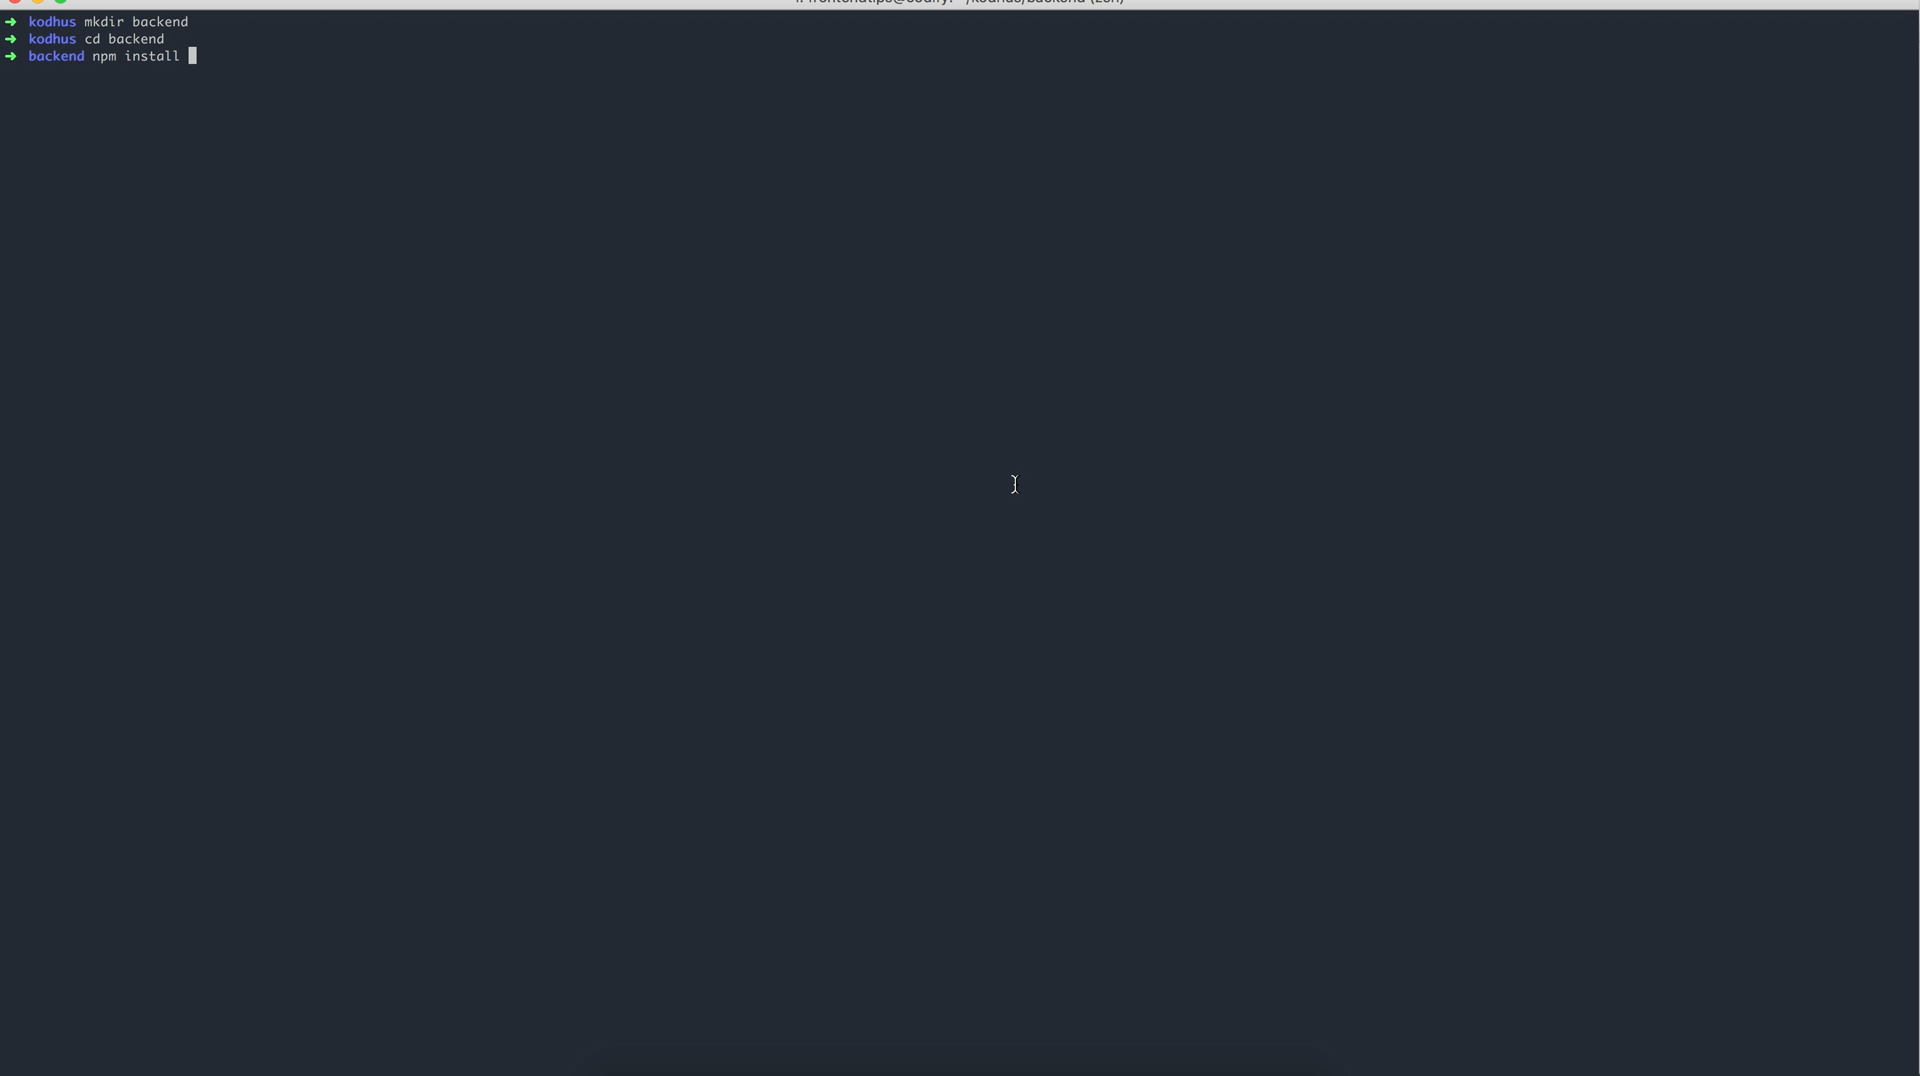 ➜ kodhus mkdir backend
➜ kodhus cd backend
➜ backend npm install